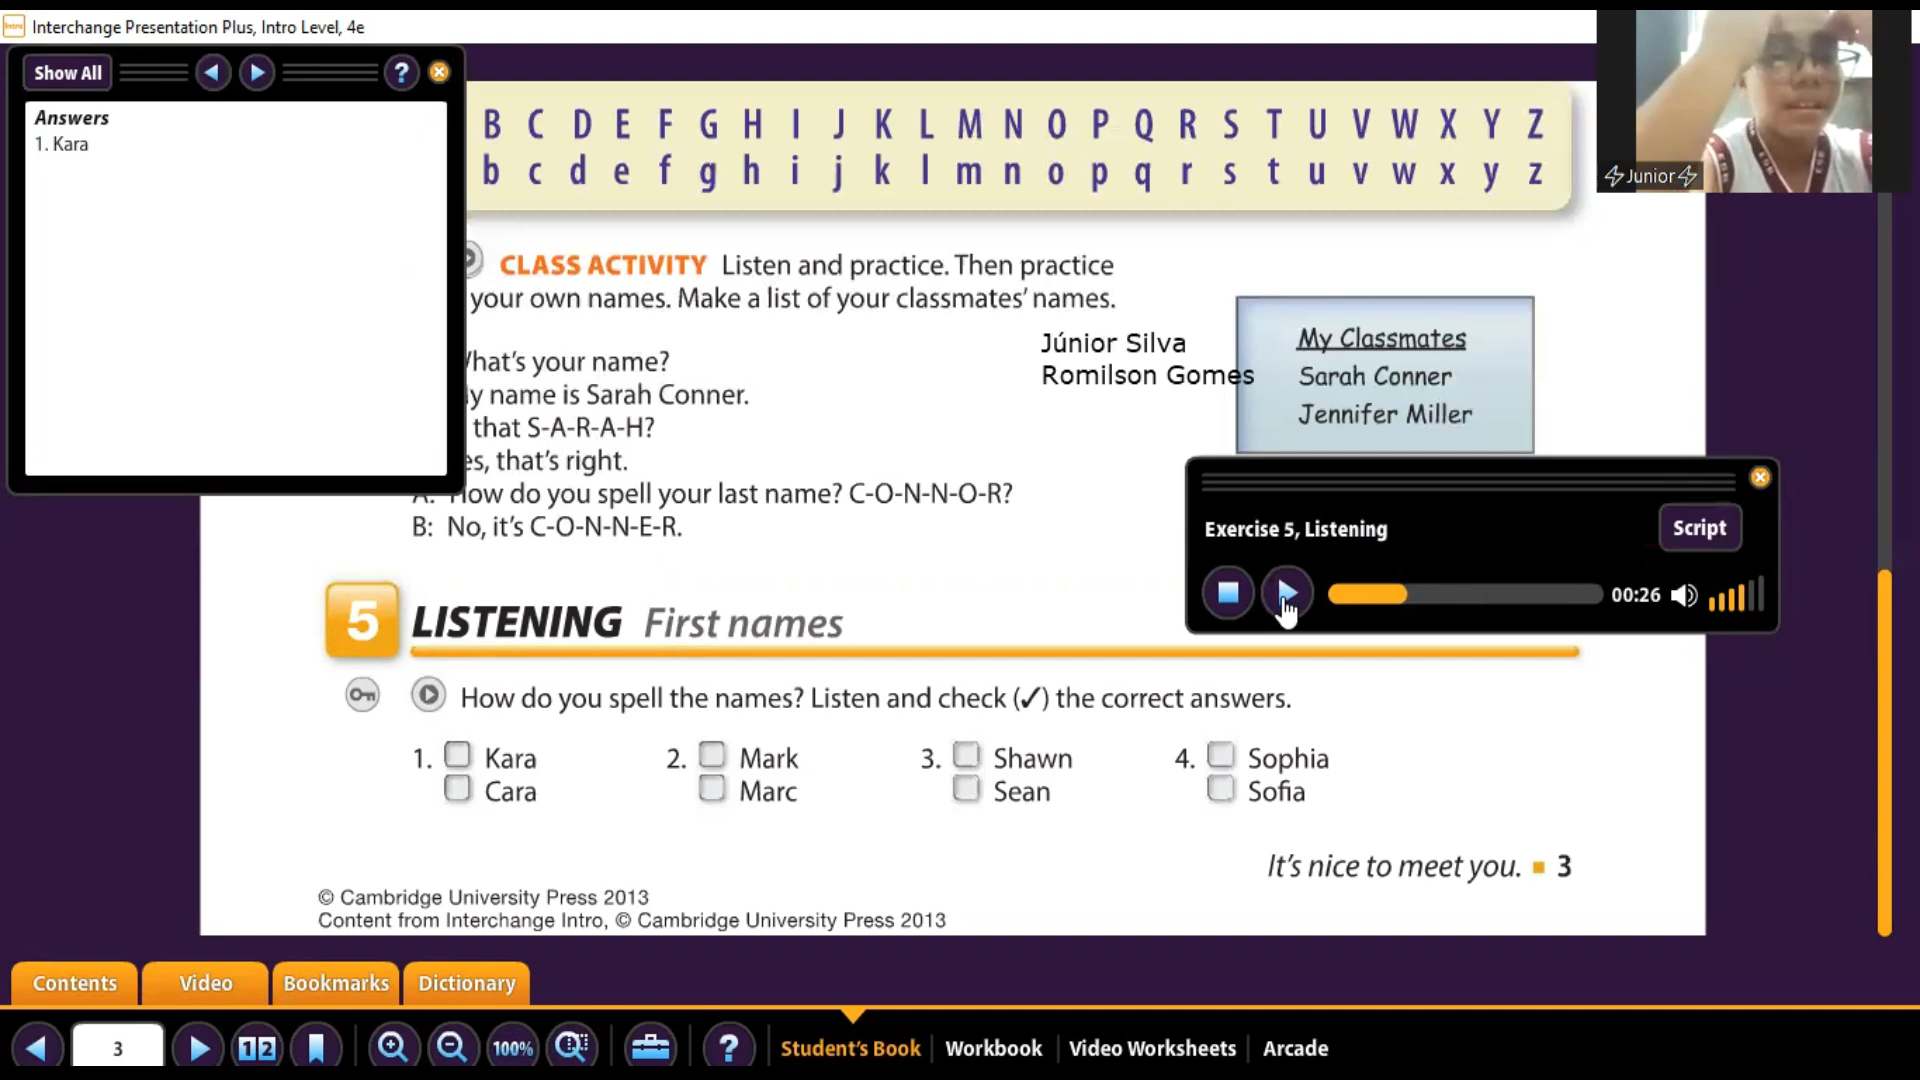 Interchange Presentation Plus, Intro Level, 4e
Show All
?
Answers
1. Kara
B C D E F G H I J K L M N O P Q R S T U V W X Y Z
b c d e f g h i j k l m n o p q r s t u v w x y z
Junior
CLASS ACTIVITY Listen and practice. Then practice
your own names. Make a list of your classmates' names.
Júnior Silva
Romilson Gomes
My Classmates
Sarah Conner
Jennifer Miller
hat's your name?
y name is Sarah Conner.
that S-A-R-A-H?
es, that's right.
A: How do you spell your last name? C-O-N-N-O-R?
B: No, it's C-O-N-N-E-R.
Exercise 5, Listening
Script
00:26
5 LISTENING First names
How do you spell the names? Listen and check (✓) the correct answers.
1. Kara
Cara
2. Mark
Marc
3. Shawn
Sean
4. Sophia
Sofia
It's nice to meet you. ■ 3
© Cambridge University Press 2013
Content from Interchange Intro, © Cambridge University Press 2013
Contents Video Bookmarks Dictionary
3 12 100% ? Student's Book Workbook Video Worksheets Arcade